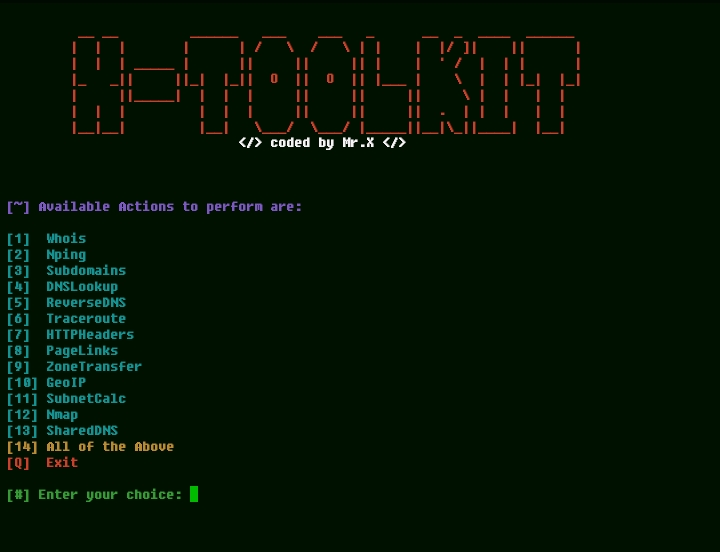 X-TOOLKIT
</> coded by Mr.X </>
[~] Available Actions to perform are:
[1] Whois
[2] Nping
[3] Subdomains
[4] DNSLookup
[5] ReverseDNS
[6] Traceroute
[7] HTTPHeaders
[8] PageLinks
[9] ZoneTransfer
[10] GeoIP
[11] SubnetCalc
[12] Nmap
[13] SharedDNS
[14] All of the Above
[Q] Exit
[#] Enter your choice: